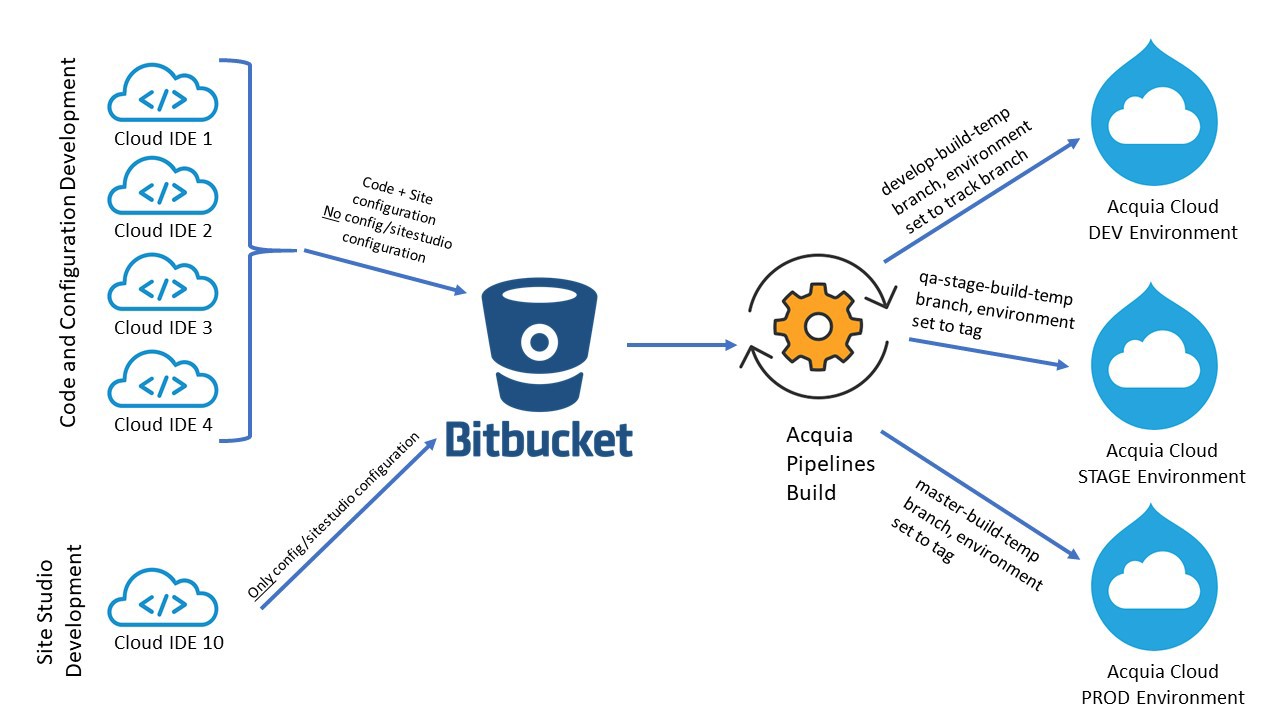 Code and Configuration Development
</>
Cloud IDE 1
</>
Cloud IDE 2
</>
Cloud IDE 3
</>
Cloud IDE 4
Code + Site
configuration
No config/sitestudio
configuration
Site Studio
Development
</>
Cloud IDE 10
Only config/sitestudio configuration
Bitbucket
Acquia
Pipelines
Build
develop-build-temp
branch, environment
set to track branch
qa-stage-build-temp
branch, environment
set to tag
master-build-temp
branch, environment
set to tag
Acquia Cloud
DEV Environment
Acquia Cloud
STAGE Environment
Acquia Cloud
PROD Environment